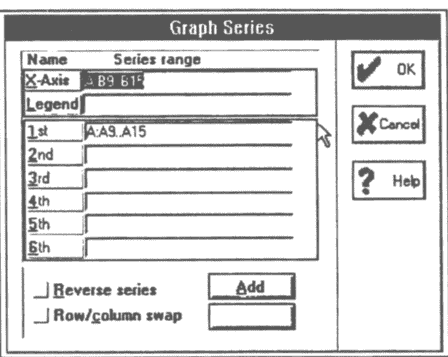 Graph Series
Name Series range
X-Axis A:B9..B15
Legend
1st A:A9..A15
2nd
3rd
4th
5th
6th
Reverse series
Row/column swap
Add
OK
Cancel
Help